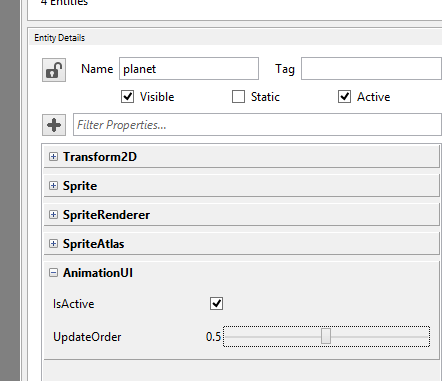 4 Entities
Entity Details
Name planet Tag
Visible Static Active
Filter Properties...
Transform2D
Sprite
SpriteRenderer
SpriteAtlas
AnimationUI
IsActive
UpdateOrder 0.5